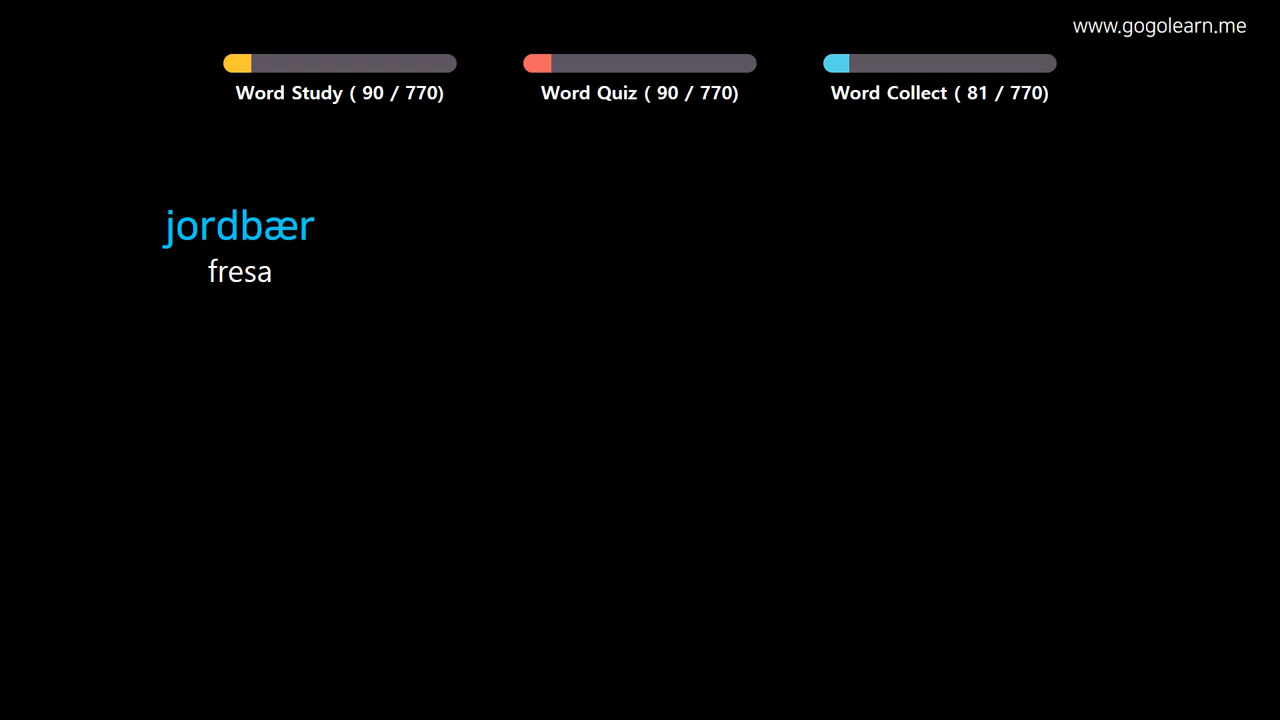 www.gogolearn.me
Word Study ( 90 / 770)
Word Quiz ( 90 / 770)
Word Collect ( 81 / 770)
jordbær
fresa